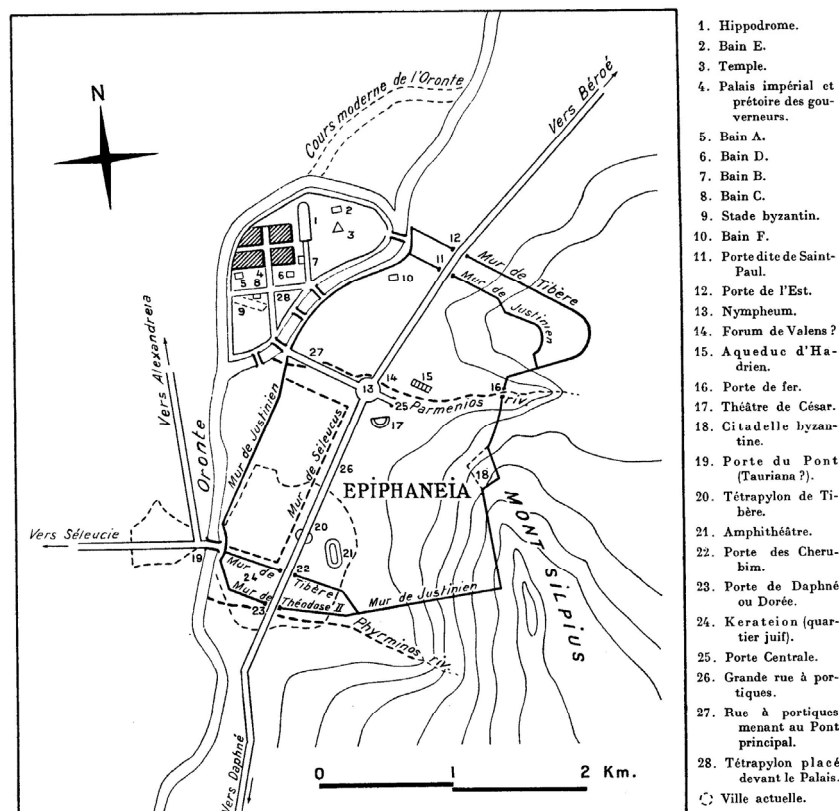 N
Cours moderne de l'Oronte
Vers Béroé
1
2
3
4
5
8
6
7
9
28
10
11
12
Mur de Tibère
Mur de Justinien
27
13
14
15
25
Parmenios riv
16
17
Vers Alexandreia
Oronte
Mur de Justinien
Mur de Séleucus
26
EPIPHANEIA
18
MONT SILPIUS
Vers Séleucie
19
20
21
22
Mur de Tibère
24
Mur de Théodose II
23
Mur de Justinien
Phyrminos riv.
Vers Daphné
0 1 2 Km.
1. Hippodrome.
2. Bain E.
3. Temple.
4. Palais impérial et
prétoire des gou-
verneurs.
5. Bain A.
6. Bain D.
7. Bain B.
8. Bain C.
9. Stade byzantin.
10. Bain F.
11. Porte dite de Saint-
Paul.
12. Porte de l'Est.
13. Nympheum.
14. Forum de Valens ?
15. Aqueduc d'Ha-
drien.
16. Porte de fer.
17. Théâtre de César.
18. Citadelle byzan-
tine.
19. Porte du Pont
(Tauriana ?).
20. Tétrapylon de Ti-
bère.
21. Amphithéâtre.
22. Porte des Cheru-
bim.
23. Porte de Daphné
ou Dorée.
24. Kerateion (quar-
tier juif).
25. Porte Centrale.
26. Grande rue à por-
tiques.
27. Rue à portiques
menant au Pont
principal.
28. Tétrapylon placé
devant le Palais.
Ville actuelle.